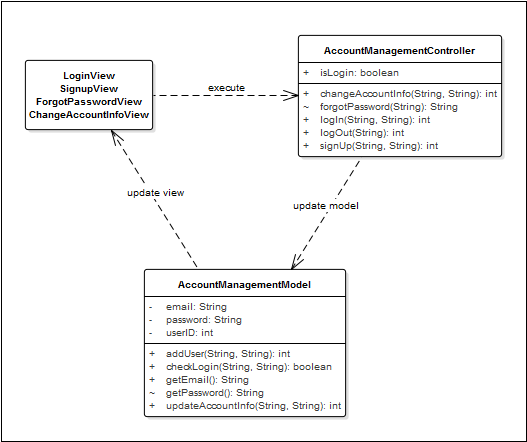 LoginView
SignupView
ForgotPasswordView
ChangeAccountInfoView
execute
AccountManagementController
+ isLogin: boolean
+ changeAccountInfo(String, String): int
~ forgotPassword(String): String
+ logIn(String, String): int
+ logOut(String): int
+ signUp(String, String): int
update view
update model
AccountManagementModel
- email: String
- password: String
- userID: int
+ addUser(String, String): int
+ checkLogin(String, String): boolean
+ getEmail(): String
~ getPassword(): String
+ updateAccountInfo(String, String): int